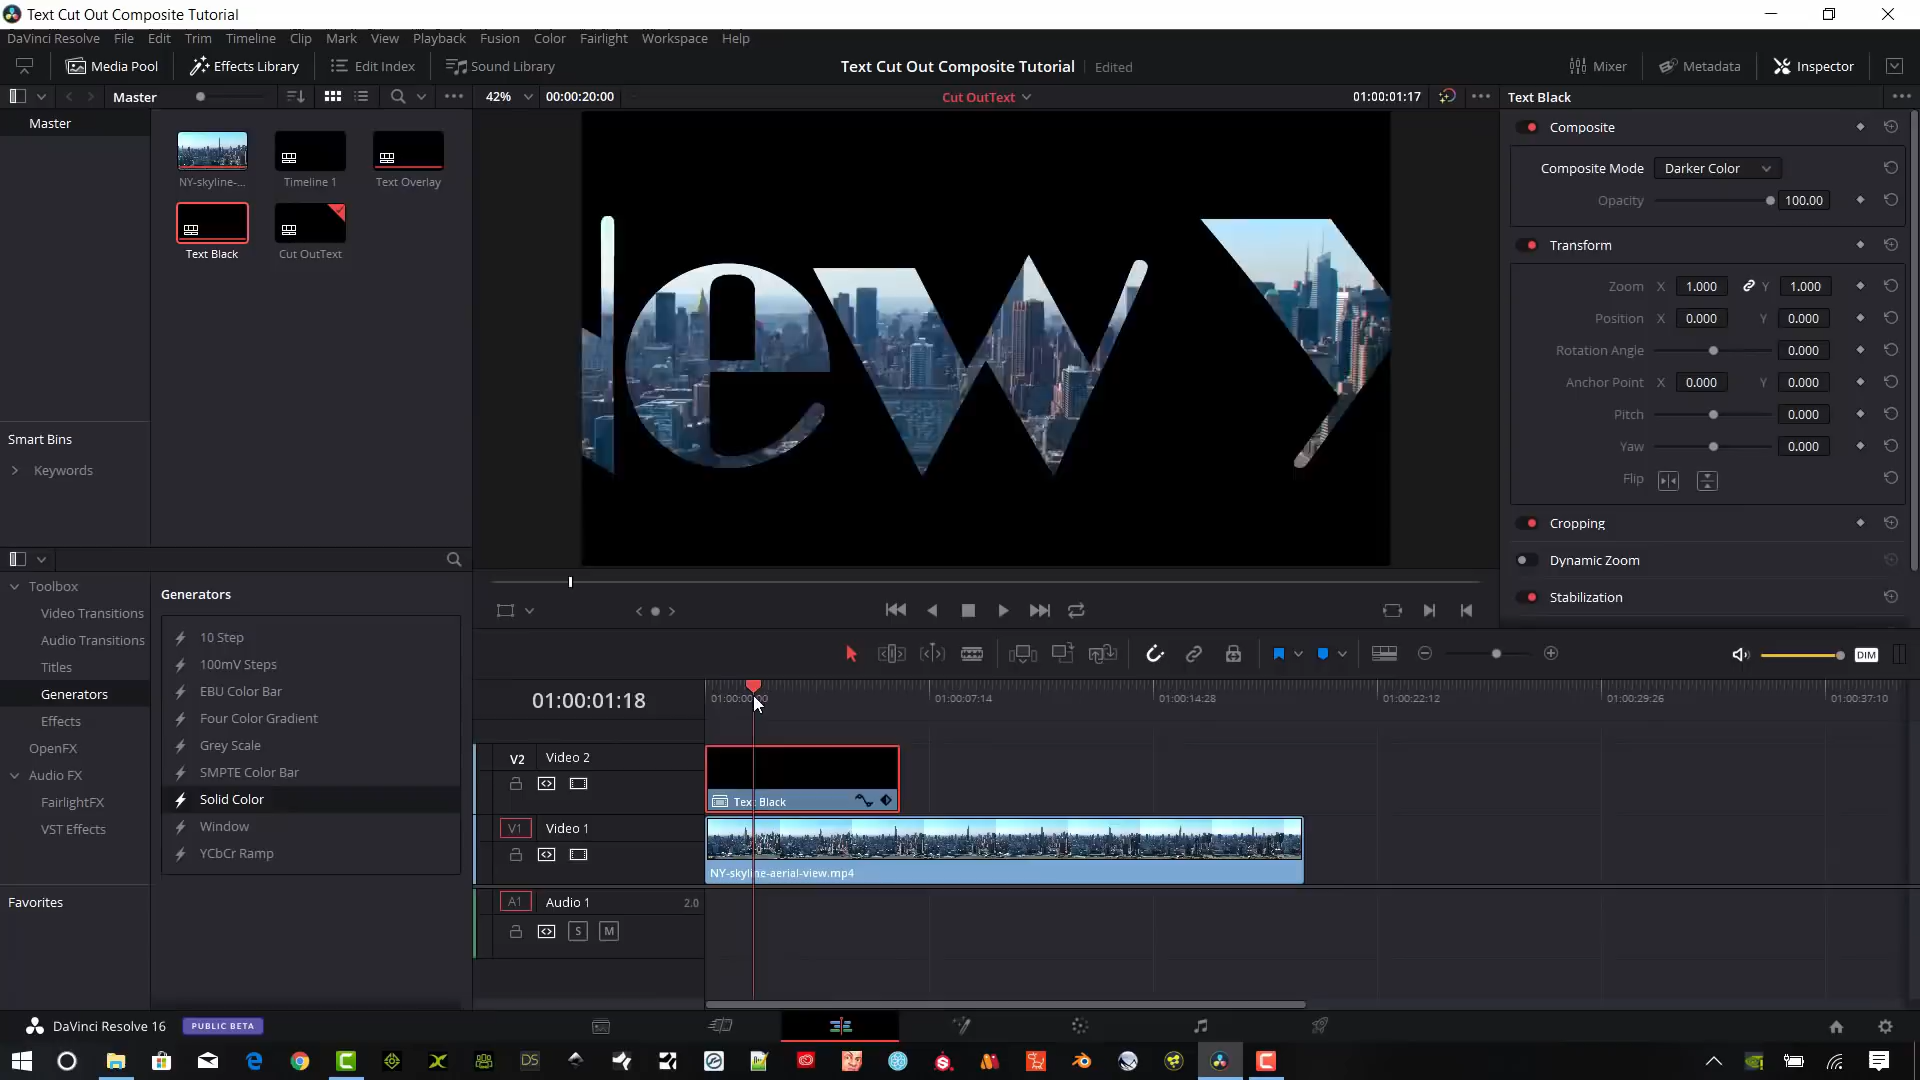 Text Cut Out Composite Tutorial
DaVinci Resolve File Edit Trim Timeline Clip Mark View Playback Fusion Color Fairlight Workspace Help
Media Pool Effects Library Edit Index Sound Library Text Cut Out Composite Tutorial Edited Mixer Metadata Inspector
Master 42% 00:00:20:00 Cut OutText 01:00:01:17 Text Black
Master
NY-skyline-... Timeline 1 Text Overlay
Text Black Cut OutText
Smart Bins
Keywords
New Y
Composite
Composite Mode Darker Color
Opacity 100.00
Transform
Zoom X 1.000 Y 1.000
Position X 0.000 Y 0.000
Rotation Angle 0.000
Anchor Point X 0.000 Y 0.000
Pitch 0.000
Yaw 0.000
Flip
Cropping
Dynamic Zoom
Stabilization
Toolbox
Video Transitions
Audio Transitions
Titles
Generators
Effects
OpenFX
Audio FX
FairlightFX
VST Effects
Favorites
Generators
10 Step
100mV Steps
EBU Color Bar
Four Color Gradient
Grey Scale
SMPTE Color Bar
Solid Color
Window
YCbCr Ramp
DIM
01:00:01:18 01:00:00:00 01:00:07:14 01:00:14:28 01:00:22:12 01:00:29:26 01:00:37:10
V2 Video 2
Text Black
V1 Video 1
NY-skyline-aerial-view.mp4
A1 Audio 1 2.0
S M
DaVinci Resolve 16 PUBLIC BETA
DS